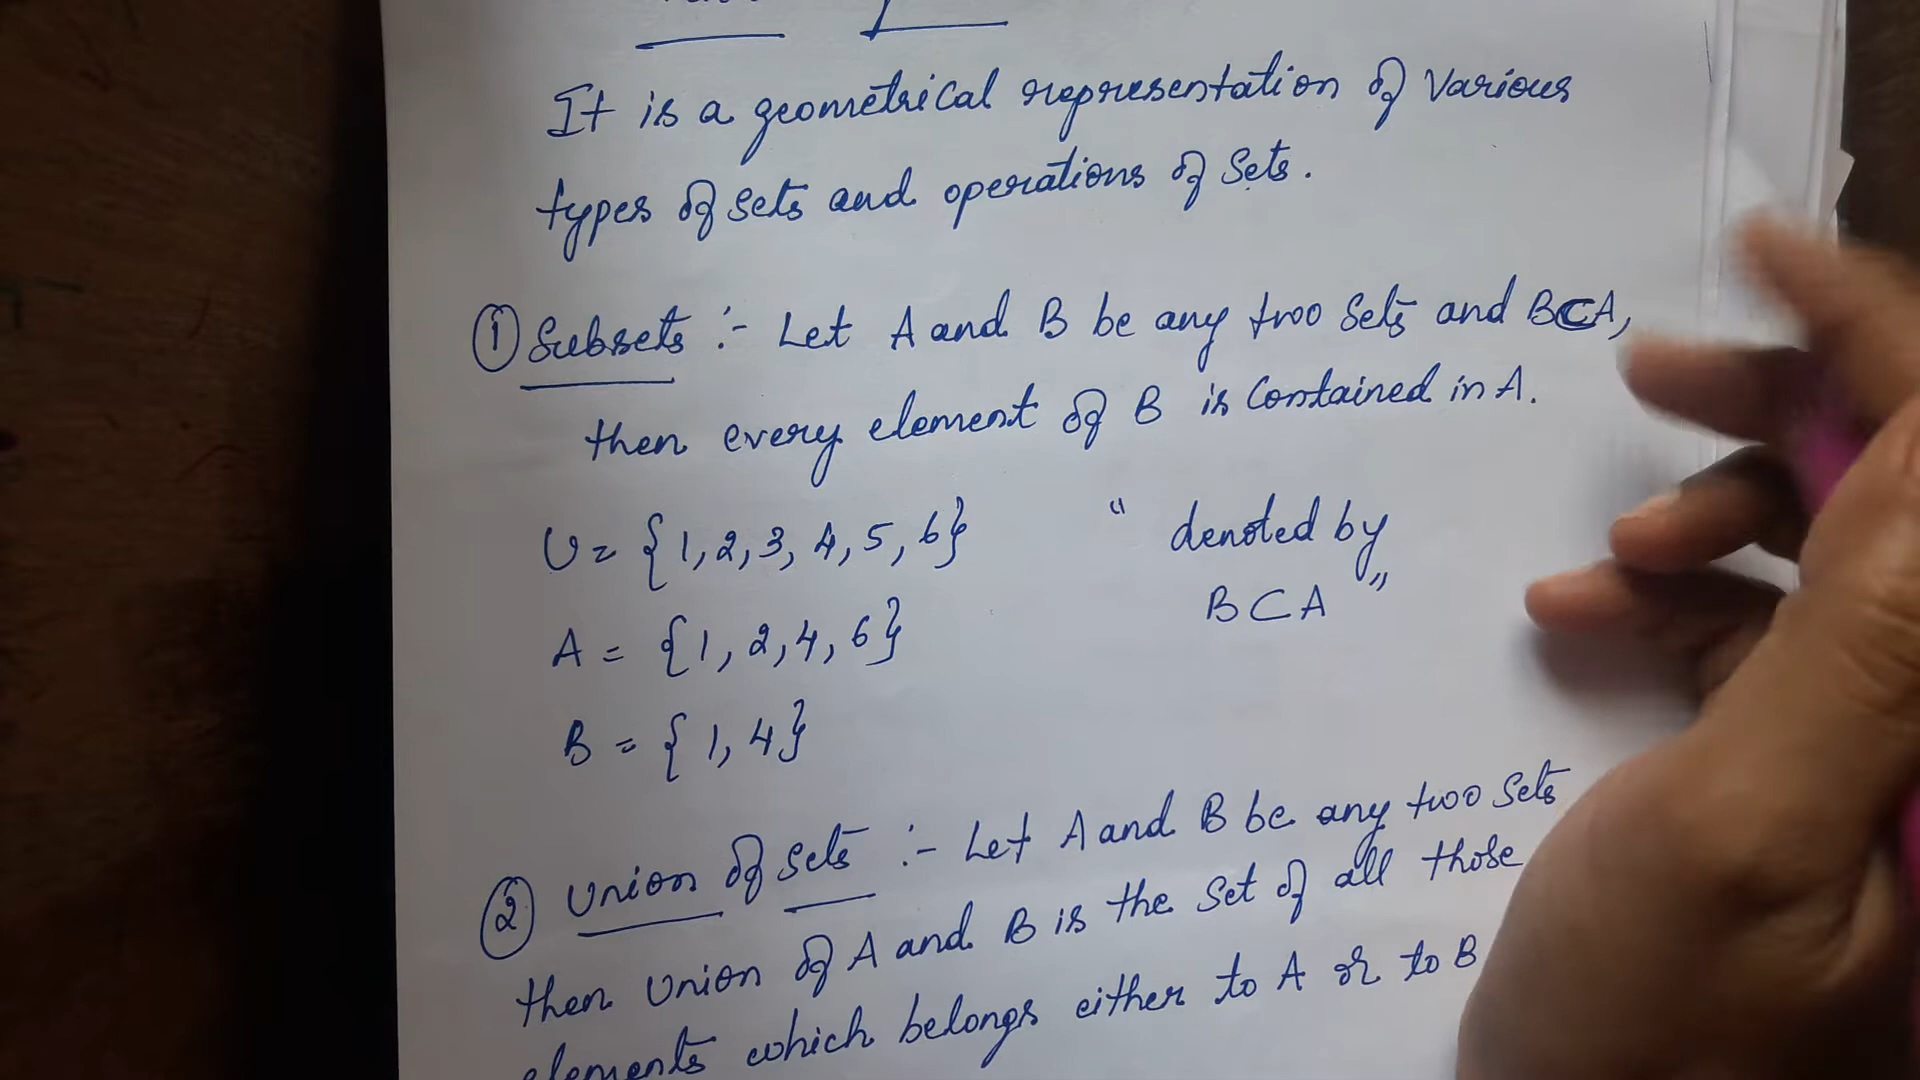 It is a geometrical representation of various
types of sets and operations of sets.
① Subsets :- Let A and B be any two sets and B⊂A,
then every element of B is contained in A.
U = {1, 2, 3, 4, 5, 6}
A = {1, 2, 4, 6}
B = {1, 4}
" denoted by
B ⊂ A "
② Union of sets :- Let A and B be any two sets
then union of A and B is the set of all those
elements which belongs either to A or to B